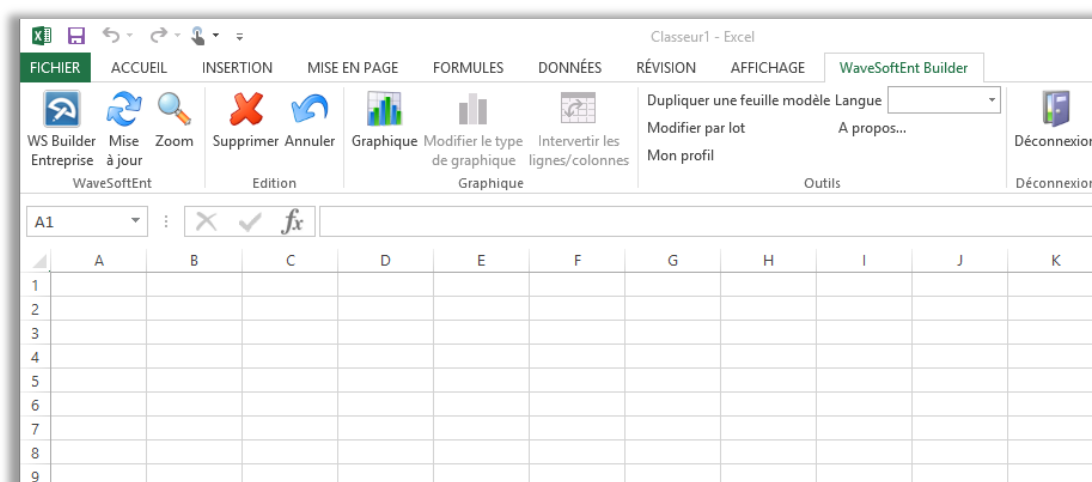 Classeur1 - Excel
FICHIER ACCUEIL INSERTION MISE EN PAGE FORMULES DONNÉES RÉVISION AFFICHAGE WaveSoftEnt Builder
WS Builder Entreprise
Mise à jour
Zoom
Supprimer
Annuler
Graphique
Modifier le type de graphique
Intervertir les lignes/colonnes
Dupliquer une feuille modèle
Langue
Modifier par lot
A propos...
Mon profil
Déconnexion
WaveSoftEnt Edition Graphique Outils Déconnexion
A1 fx
A B C D E F G H I J K
1
2
3
4
5
6
7
8
9